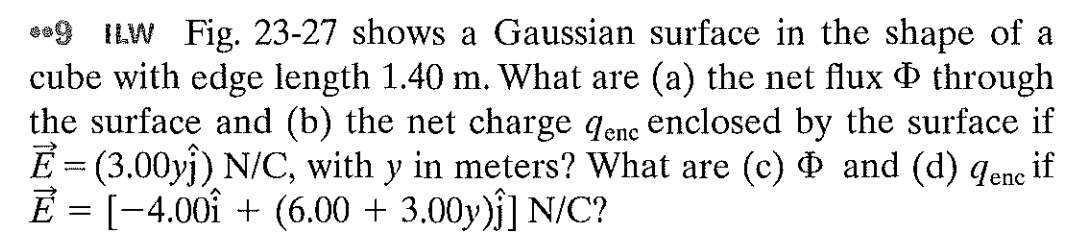 ••9 ILW Fig. 23-27 shows a Gaussian surface in the shape of a
cube with edge length 1.40 m. What are (a) the net flux Φ through
the surface and (b) the net charge q_enc enclosed by the surface if
E⃗ = (3.00yĵ) N/C, with y in meters? What are (c) Φ and (d) q_enc if
E⃗ = [−4.00î + (6.00 + 3.00y)ĵ] N/C?